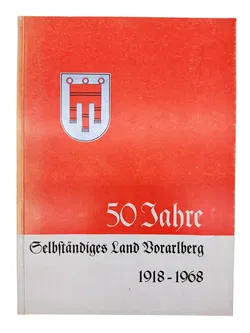 50 Jahre
Selbständiges Land Vorarlberg
1918-1968